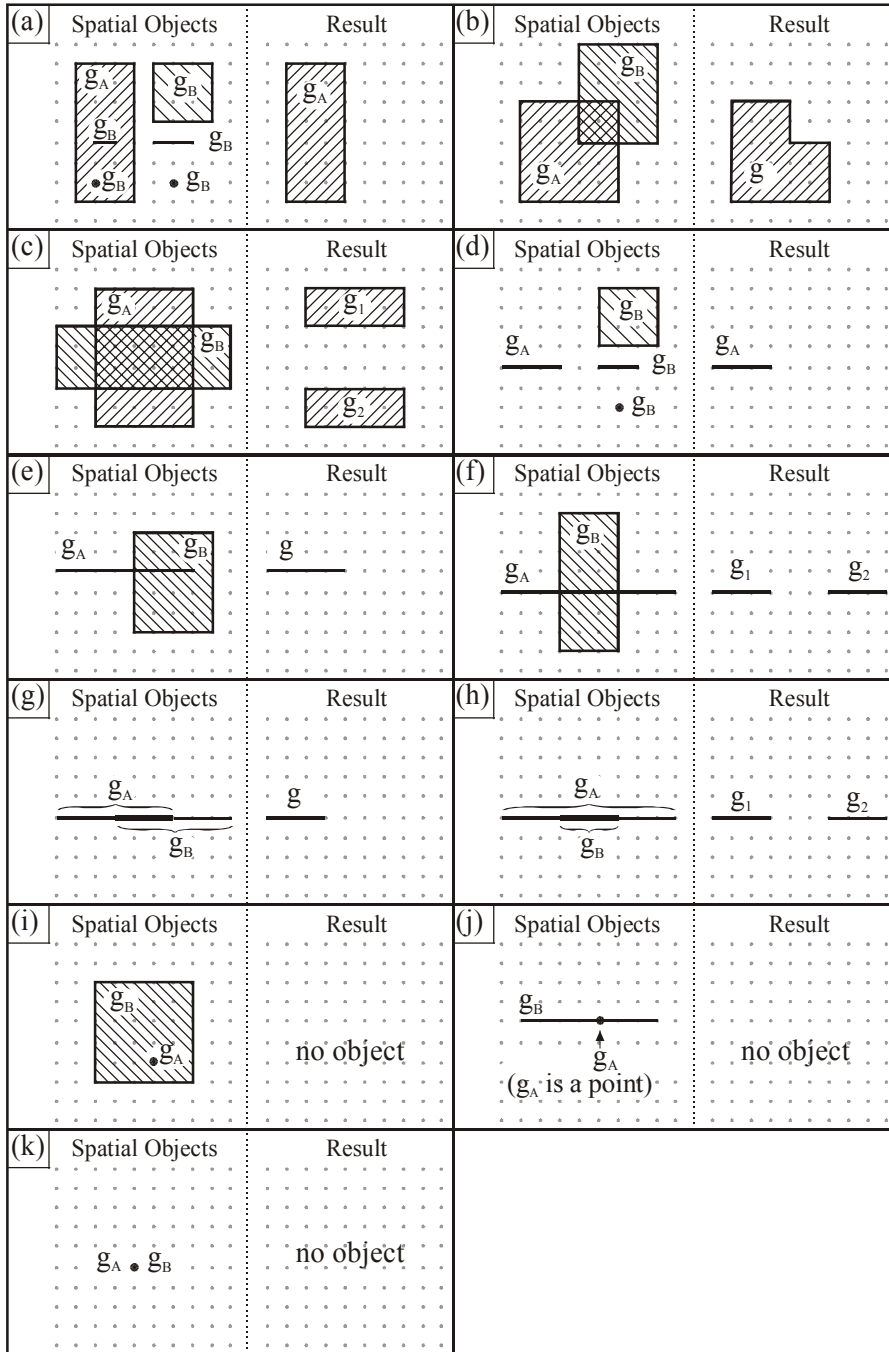 (a) Spatial Objects Result
g_A g_B g_A
g_B g_B
g_B g_B
(b) Spatial Objects Result
g_B
g_A g
(c) Spatial Objects Result
g_A g_1
g_B
g_2
(d) Spatial Objects Result
g_B
g_A g_A
g_B
g_B
(e) Spatial Objects Result
g_A g_B g
(f) Spatial Objects Result
g_B
g_A g_1 g_2
(g) Spatial Objects Result
g_A g
g_B
(h) Spatial Objects Result
g_A g_1 g_2
g_B
(i) Spatial Objects Result
g_B
g_A no object
(j) Spatial Objects Result
g_B
g_A no object
(g_A is a point)
(k) Spatial Objects Result
g_A g_B no object